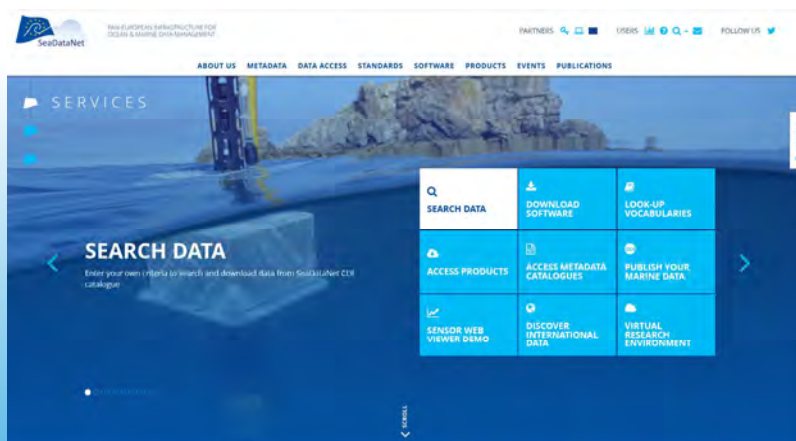 SeaDataNet
PAN-EUROPEAN INFRASTRUCTURE FOR
OCEAN & MARINE DATA MANAGEMENT
PARTNERS
USERS
FOLLOW US
ABOUT US METADATA DATA ACCESS STANDARDS SOFTWARE PRODUCTS EVENTS PUBLICATIONS
SERVICES
SEARCH DATA
DOWNLOAD
SOFTWARE
LOOK-UP
VOCABULARIES
SEARCH DATA
Enter your own criteria to search and download data from SeaDataNet CDI
catalogue
ACCESS PRODUCTS
ACCESS METADATA
CATALOGUES
PUBLISH YOUR
MARINE DATA
SENSOR WEB
VIEWER DEMO
DISCOVER
INTERNATIONAL
DATA
VIRTUAL
RESEARCH
ENVIRONMENT
SCROLL